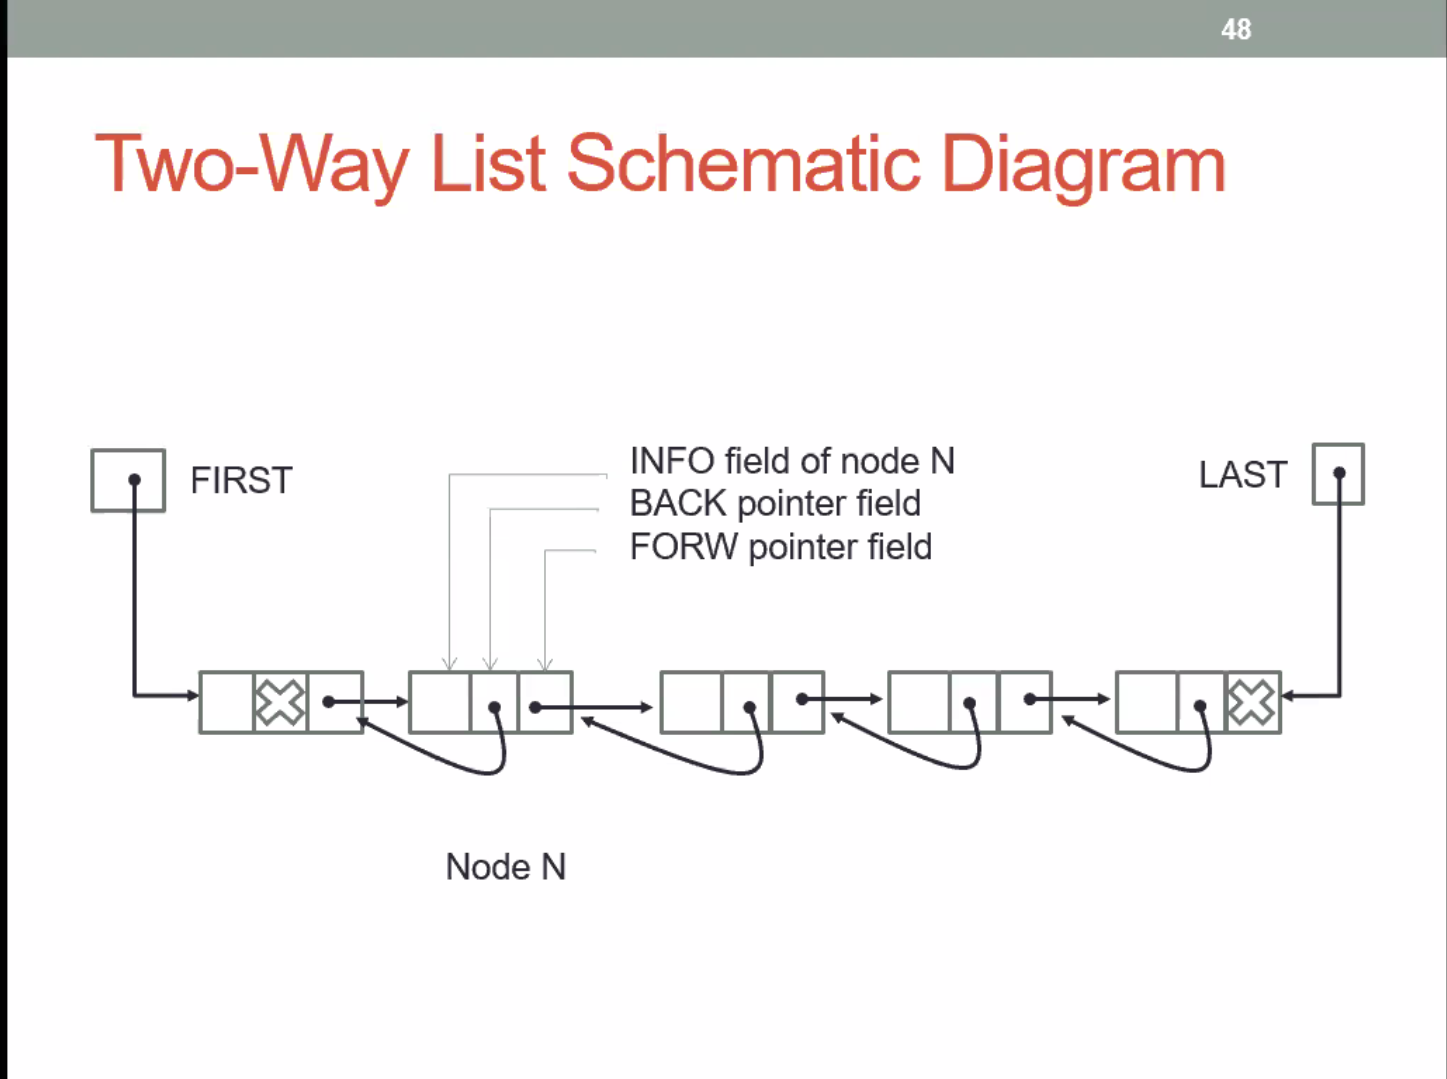 48
Two-Way List Schematic Diagram
FIRST
INFO field of node N
BACK pointer field
FORW pointer field
LAST
Node N